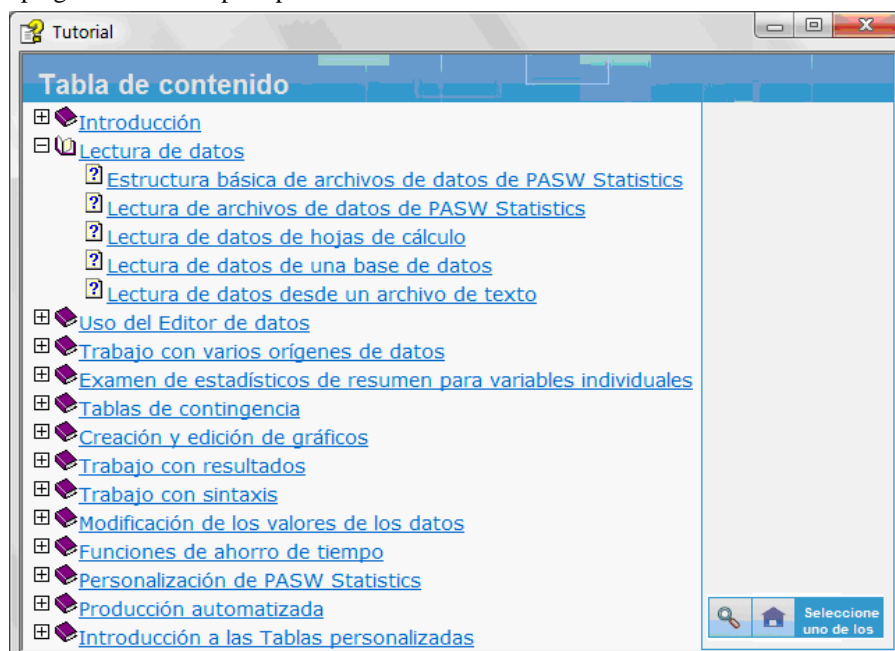 Tutorial
Tabla de contenido
Introducción
Lectura de datos
Estructura básica de archivos de datos de PASW Statistics
Lectura de archivos de datos de PASW Statistics
Lectura de datos de hojas de cálculo
Lectura de datos de una base de datos
Lectura de datos desde un archivo de texto
Uso del Editor de datos
Trabajo con varios orígenes de datos
Examen de estadísticos de resumen para variables individuales
Tablas de contingencia
Creación y edición de gráficos
Trabajo con resultados
Trabajo con sintaxis
Modificación de los valores de los datos
Funciones de ahorro de tiempo
Personalización de PASW Statistics
Producción automatizada
Introducción a las Tablas personalizadas
Seleccione
uno de los